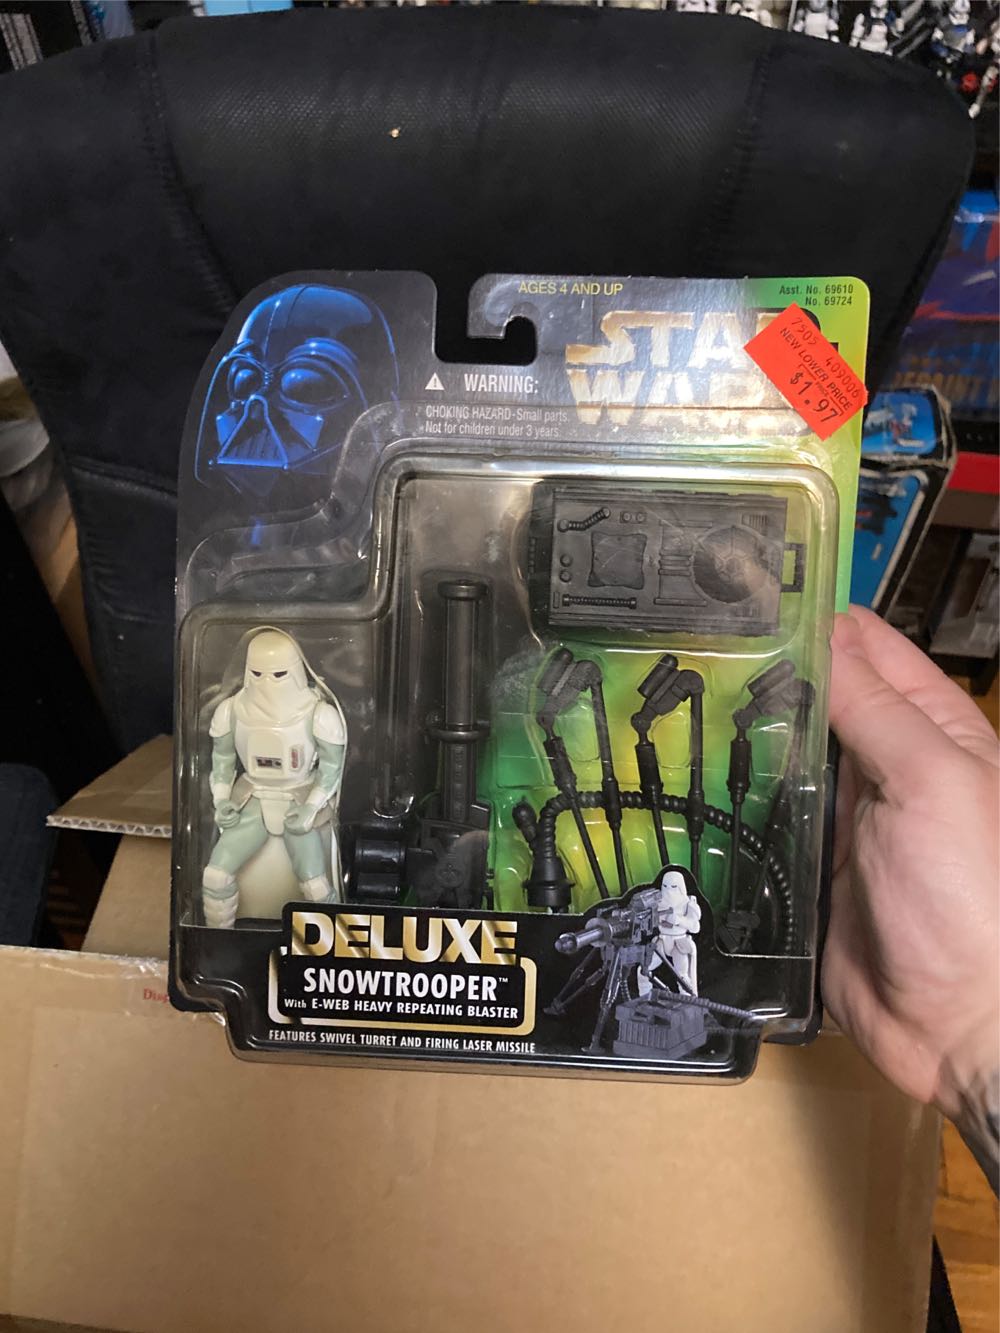 AGES 4 AND UP
Asst. No. 69610
No. 69724
STAR
WARS
7505 409006
NEW LOWER PRICE
$1.97
WARNING:
CHOKING HAZARD-Small parts.
Not for children under 3 years.
DELUXE
SNOWTROOPER™
With E-WEB HEAVY REPEATING BLASTER
FEATURES SWIVEL TURRET AND FIRING LASER MISSILE